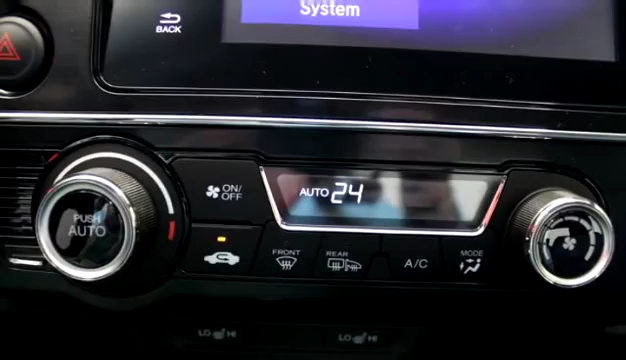 System
BACK
ON/
OFF
AUTO 24
PUSH
AUTO
FRONT
REAR
A/C
MODE
LO HI
LO HI